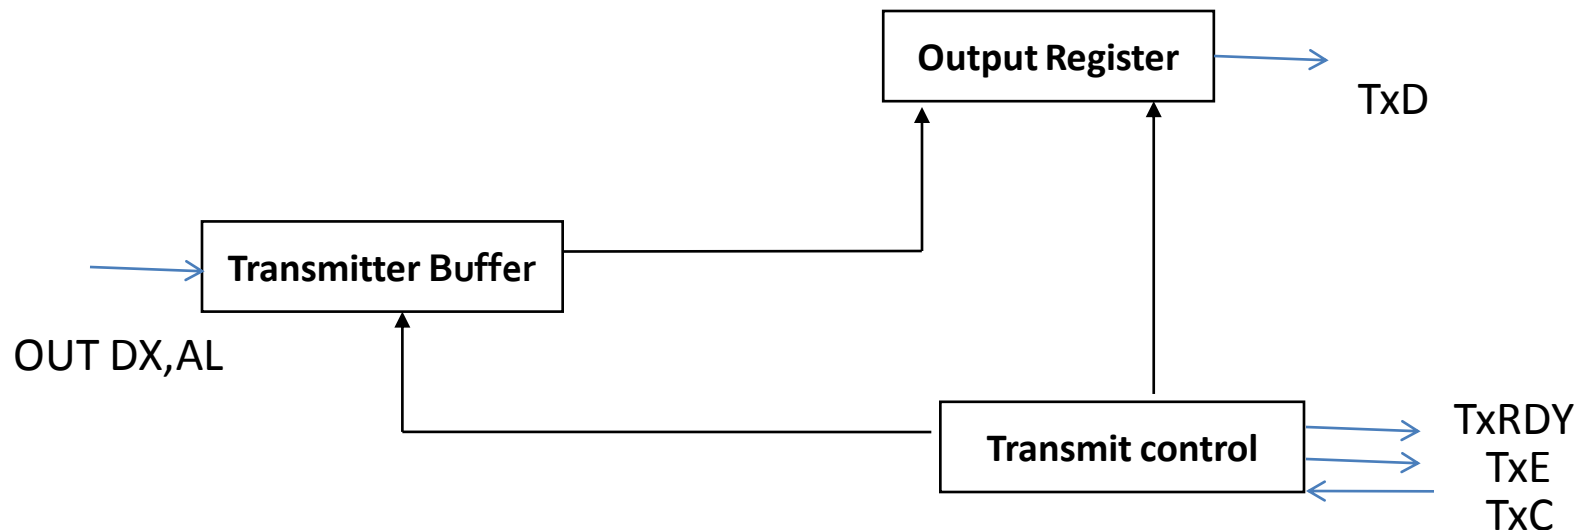 Output Register
TxD
Transmitter Buffer
OUT DX,AL
Transmit control
TxRDY
TxE
TxC